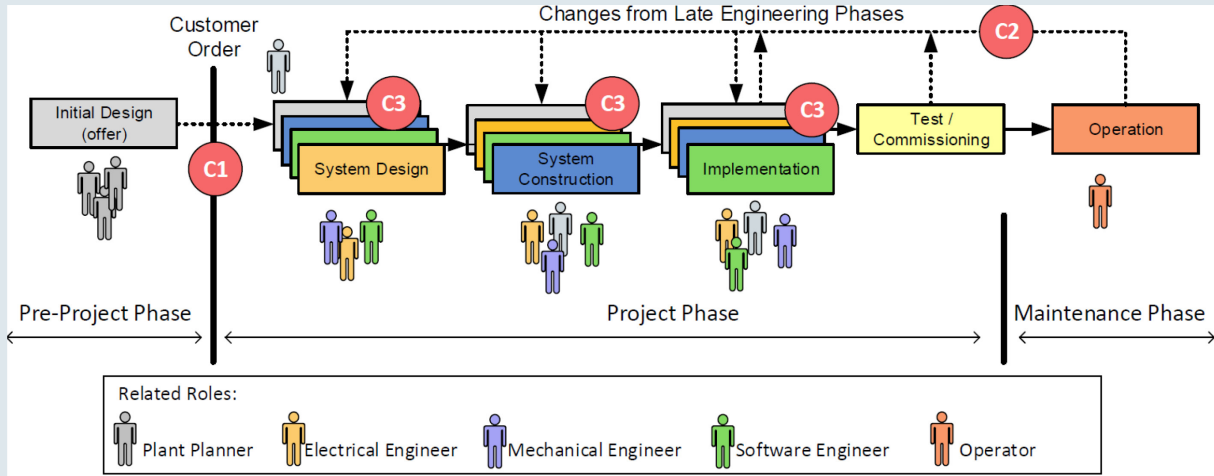 Changes from Late Engineering Phases
Customer
Order
C2
C3
C3
C3
Initial Design
(offer)
Test /
Commissioning
Operation
C1
System Design
System
Construction
Implementation
Pre-Project Phase
Project Phase
Maintenance Phase
Related Roles:
Plant Planner
Electrical Engineer
Mechanical Engineer
Software Engineer
Operator